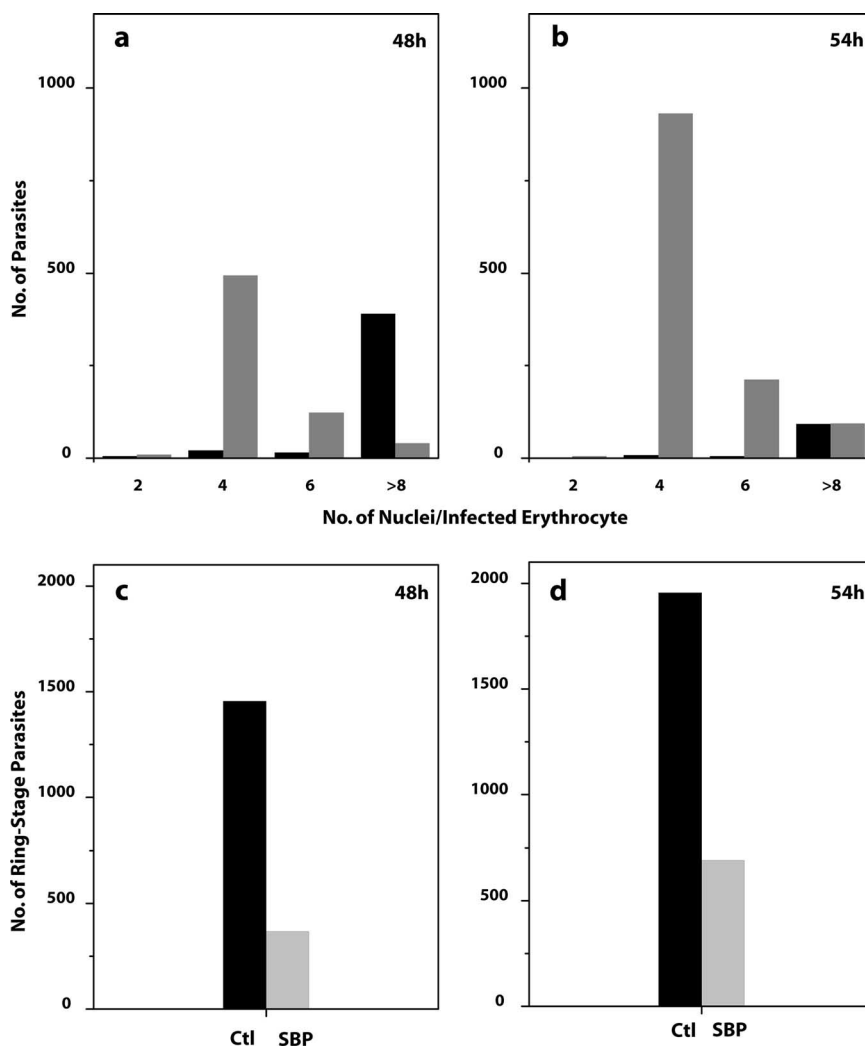 a
48h
b
54h
1000
500
0
1000
500
0
No. of Parasites
2 4 6 >8
2 4 6 >8
No. of Nuclei/Infected Erythrocyte
c
48h
d
54h
2000
1500
1000
500
0
2000
1500
1000
500
0
No. of Ring-Stage Parasites
Ctl SBP
Ctl SBP